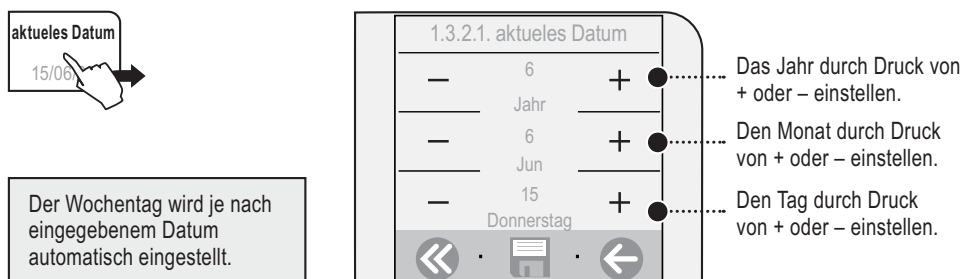 aktueles Datum
15/06/
Der Wochentag wird je nach
eingegebenem Datum
automatisch eingestellt.
1.3.2.1. aktueles Datum
– 6 +
Jahr
– 6 +
Jun
– 15 +
Donnerstag
Das Jahr durch Druck von
+ oder – einstellen.
Den Monat durch Druck
von + oder – einstellen.
Den Tag durch Druck
von + oder – einstellen.